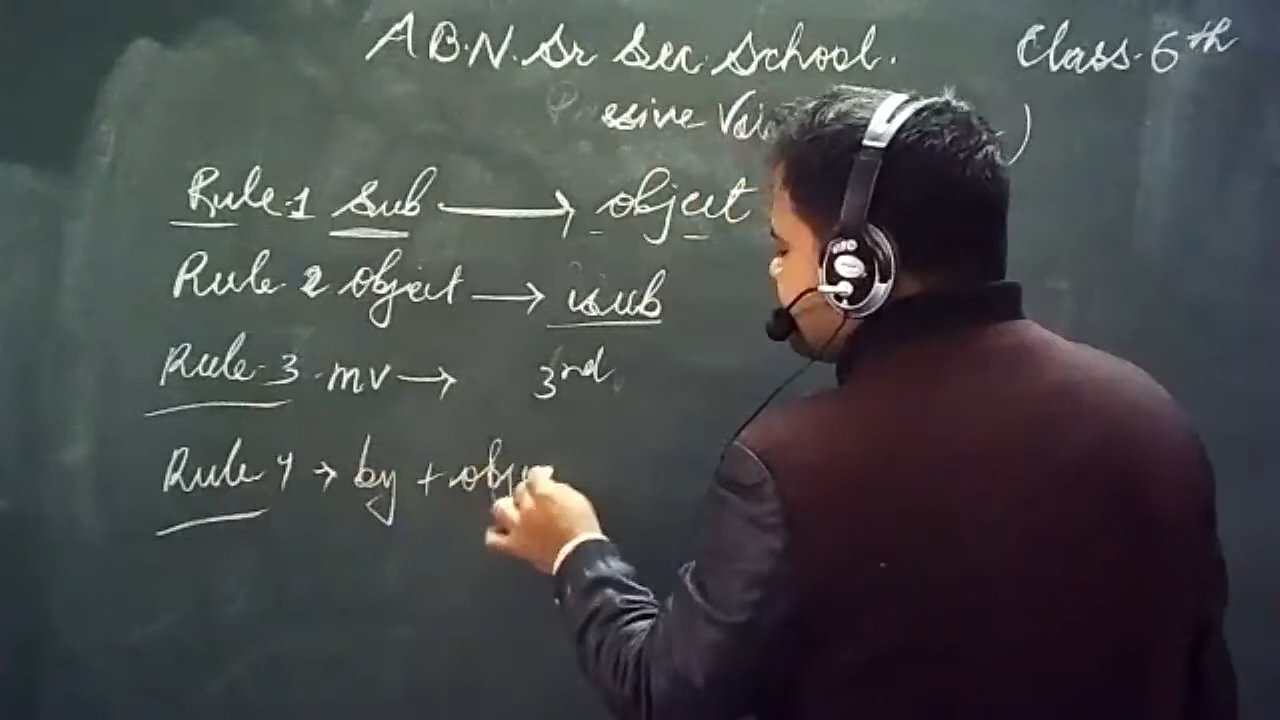 A B.N. Sr Sec. School. Class-6th
Passive )
Rule-1 sub → object
Rule-2 object → sub
Rule-3 - mv → 3rd
Rule 4 → by + obj